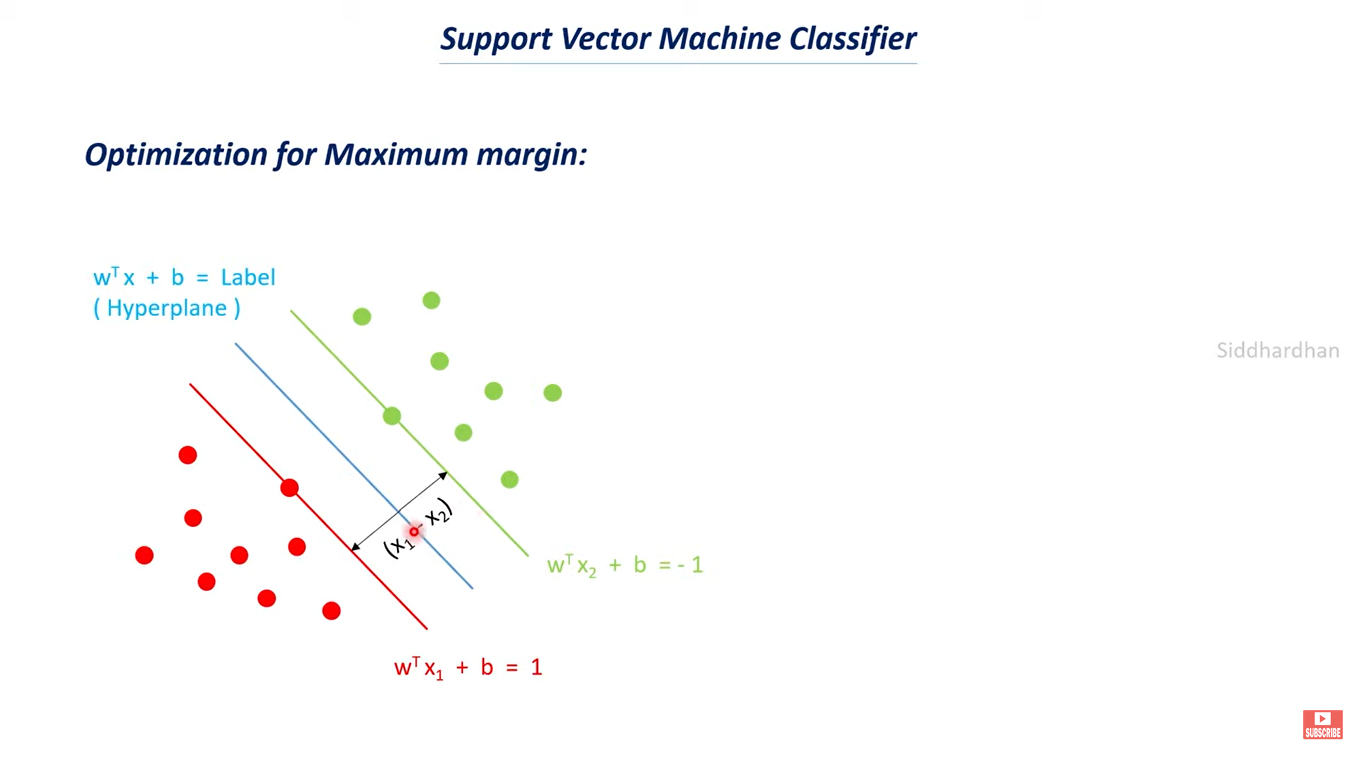 Support Vector Machine Classifier
Optimization for Maximum margin:
wᵀx + b = Label
( Hyperplane )
Siddhardhan
(x₁ - x₂)
wᵀx₂ + b = - 1
wᵀx₁ + b = 1
SUBSCRIBE